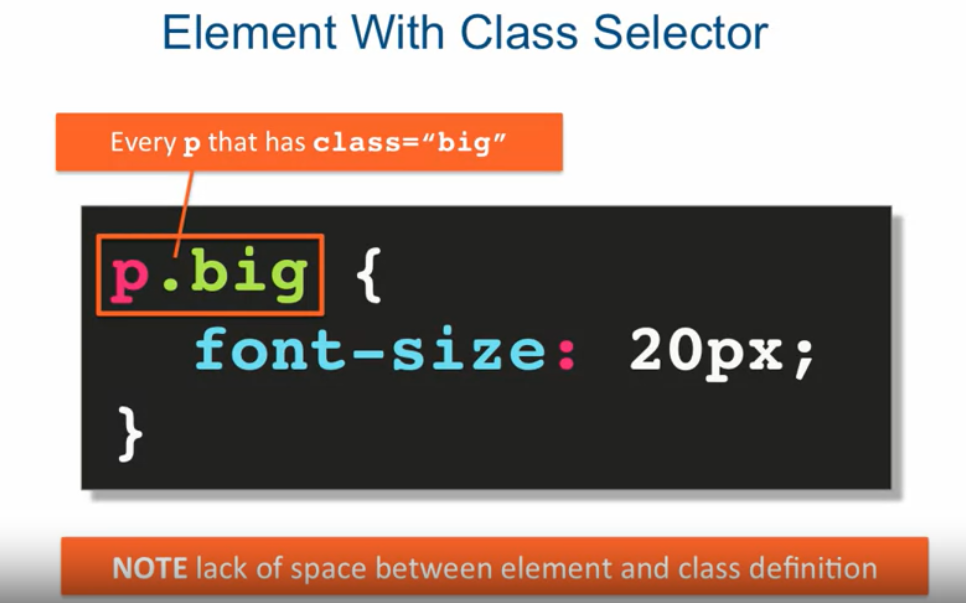 Element With Class Selector
Every p that has class=“big”
p.big {
font-size: 20px;
}
NOTE lack of space between element and class definition